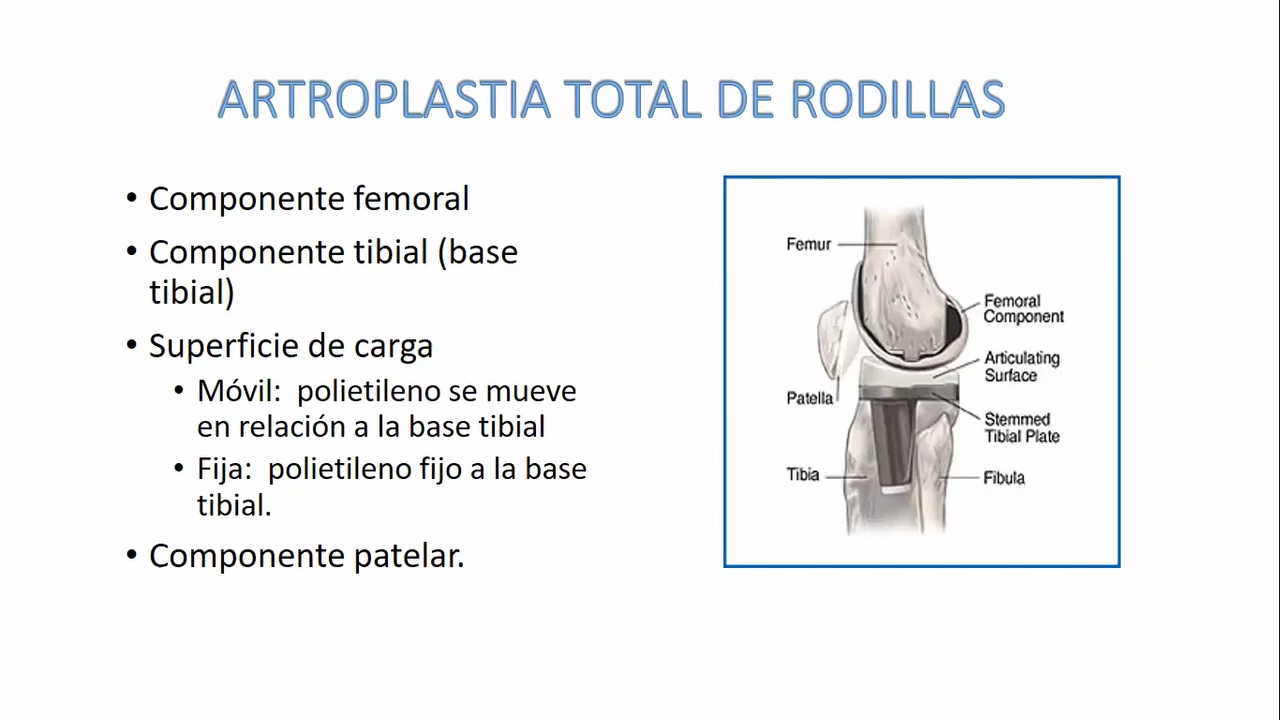 ARTROPLASTIA TOTAL DE RODILLAS
• Componente femoral
• Componente tibial (base
tibial)
• Superficie de carga
• Móvil: polietileno se mueve
en relación a la base tibial
• Fija: polietileno fijo a la base
tibial.
• Componente patelar.
Femur
Femoral
Component
Articulating
Surface
Patella
Stemmed
Tibial Plate
Tibia
Fibula